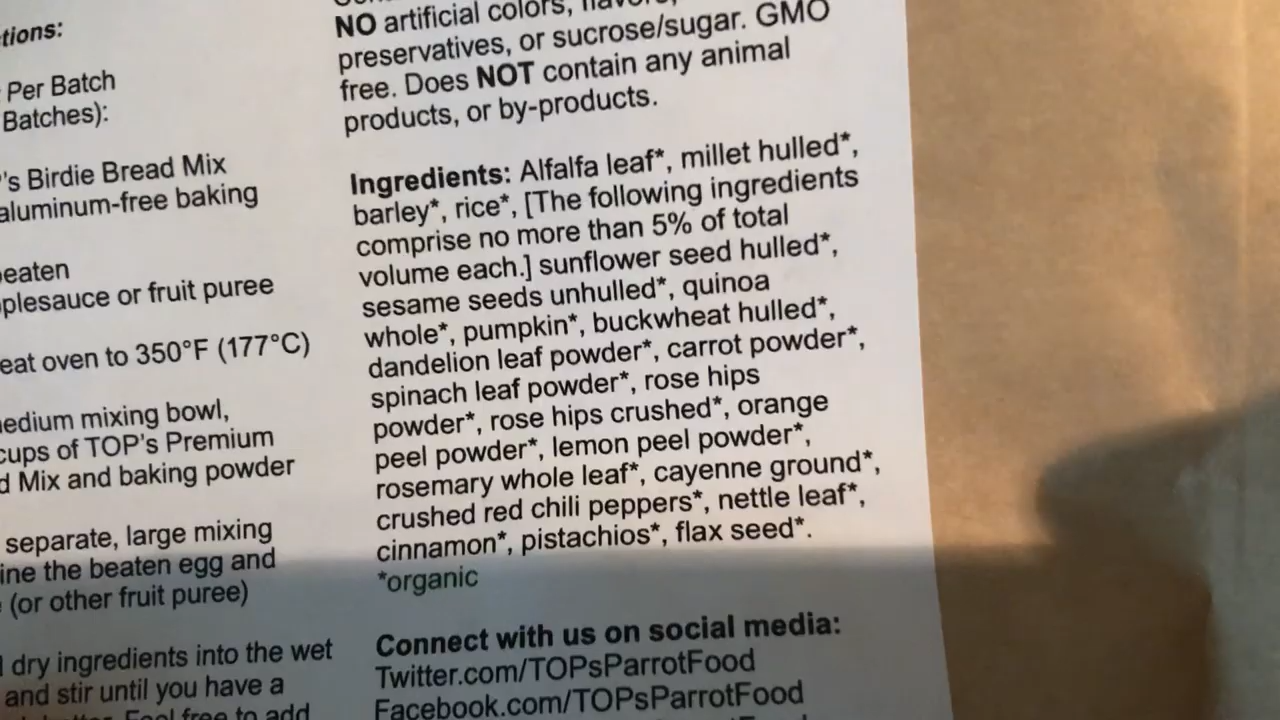 tions:
Per Batch
Batches):
's Birdie Bread Mix
aluminum-free baking
beaten
plesauce or fruit puree
eat oven to 350°F (177°C)
medium mixing bowl,
cups of TOP's Premium
d Mix and baking powder
separate, large mixing
ine the beaten egg and
(or other fruit puree)
dry ingredients into the wet
and stir until you have a
Feel free to add
NO artificial colors, flavors,
preservatives, or sucrose/sugar. GMO
free. Does NOT contain any animal
products, or by-products.
Ingredients: Alfalfa leaf*, millet hulled*,
barley*, rice*, [The following ingredients
comprise no more than 5% of total
volume each.] sunflower seed hulled*,
sesame seeds unhulled*, quinoa
whole*, pumpkin*, buckwheat hulled*,
dandelion leaf powder*, carrot powder*,
spinach leaf powder*, rose hips
powder*, rose hips crushed*, orange
peel powder*, lemon peel powder*,
rosemary whole leaf*, cayenne ground*,
crushed red chili peppers*, nettle leaf*,
cinnamon*, pistachios*, flax seed*.
*organic
Connect with us on social media:
Twitter.com/TOPsParrotFood
Facebook.com/TOPsParrotFood